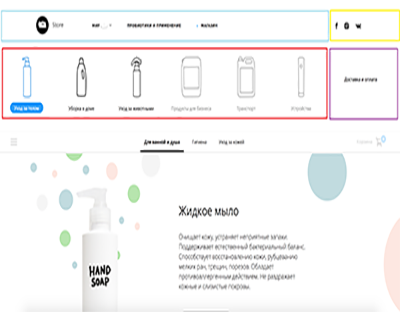 Store
ПРОБИОТИКИ И ПРИМЕНЕНИЕ
МАГАЗИН
Уход за телом
Уборка в доме
Уход за животными
Продукты для бизнеса
Транспорт
Устройства
Доставка и оплата
Для ванной и душа
Гигиена
Уход за кожей
Жидкое мыло
Очищает кожу, устраняет неприятные запахи.
Поддерживает естественный бактериальный баланс.
Способствует восстановлению кожи, рубцеванию
мелких ран, трещин, порезов. Обладает
противоаллергенным действием. Не раздражает
кожные и слизистые покровы.
HAND
SOAP